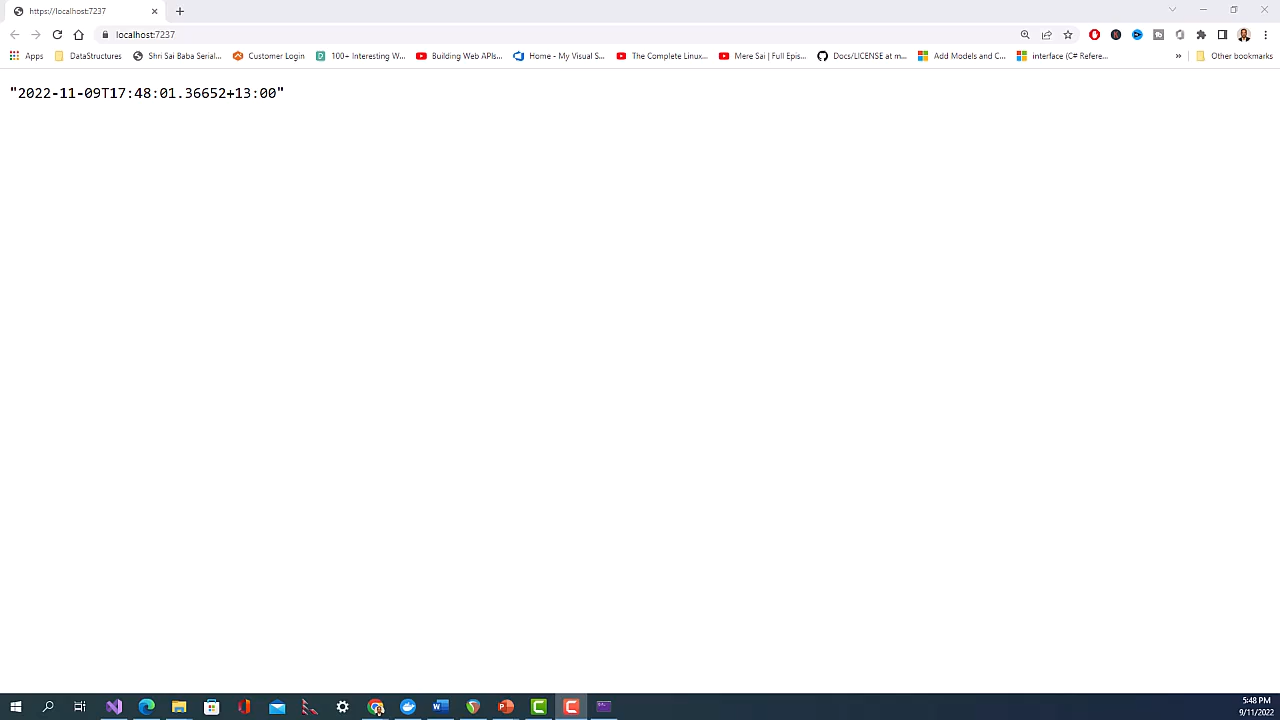 https://localhost:7237
localhost:7237
Apps DataStructures Shri Sai Baba Serial... Customer Login 100+ Interesting W... Building Web APIs,... Home - My Visual S... The Complete Linux... Mere Sai | Full Epis... Docs/LICENSE at m... Add Models and C... interface (C# Refere... » Other bookmarks
"2022-11-09T17:48:01.36652+13:00"
5:48 PM
9/11/2022